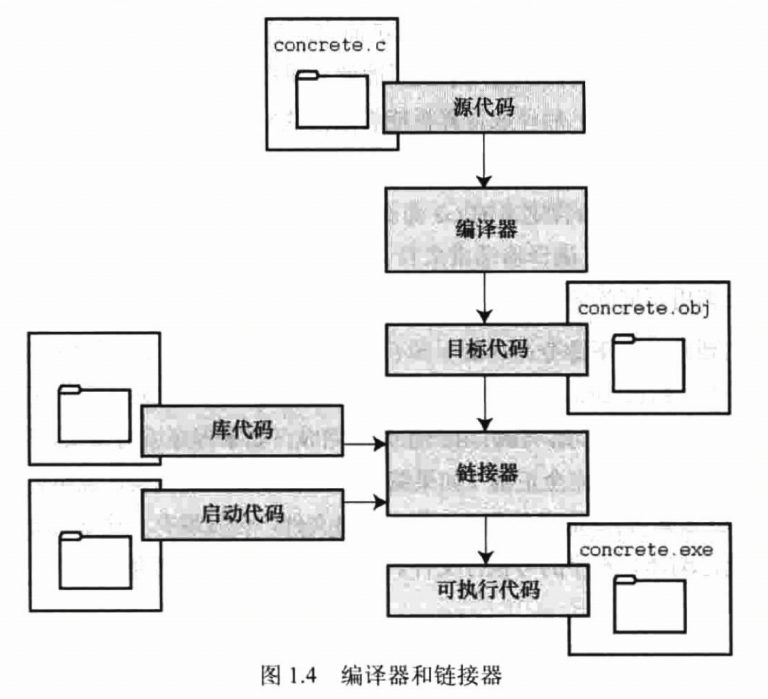 concrete.c
源代码
编译器
concrete.obj
目标代码
库代码
链接器
启动代码
concrete.exe
可执行代码
图 1.4 编译器和链接器